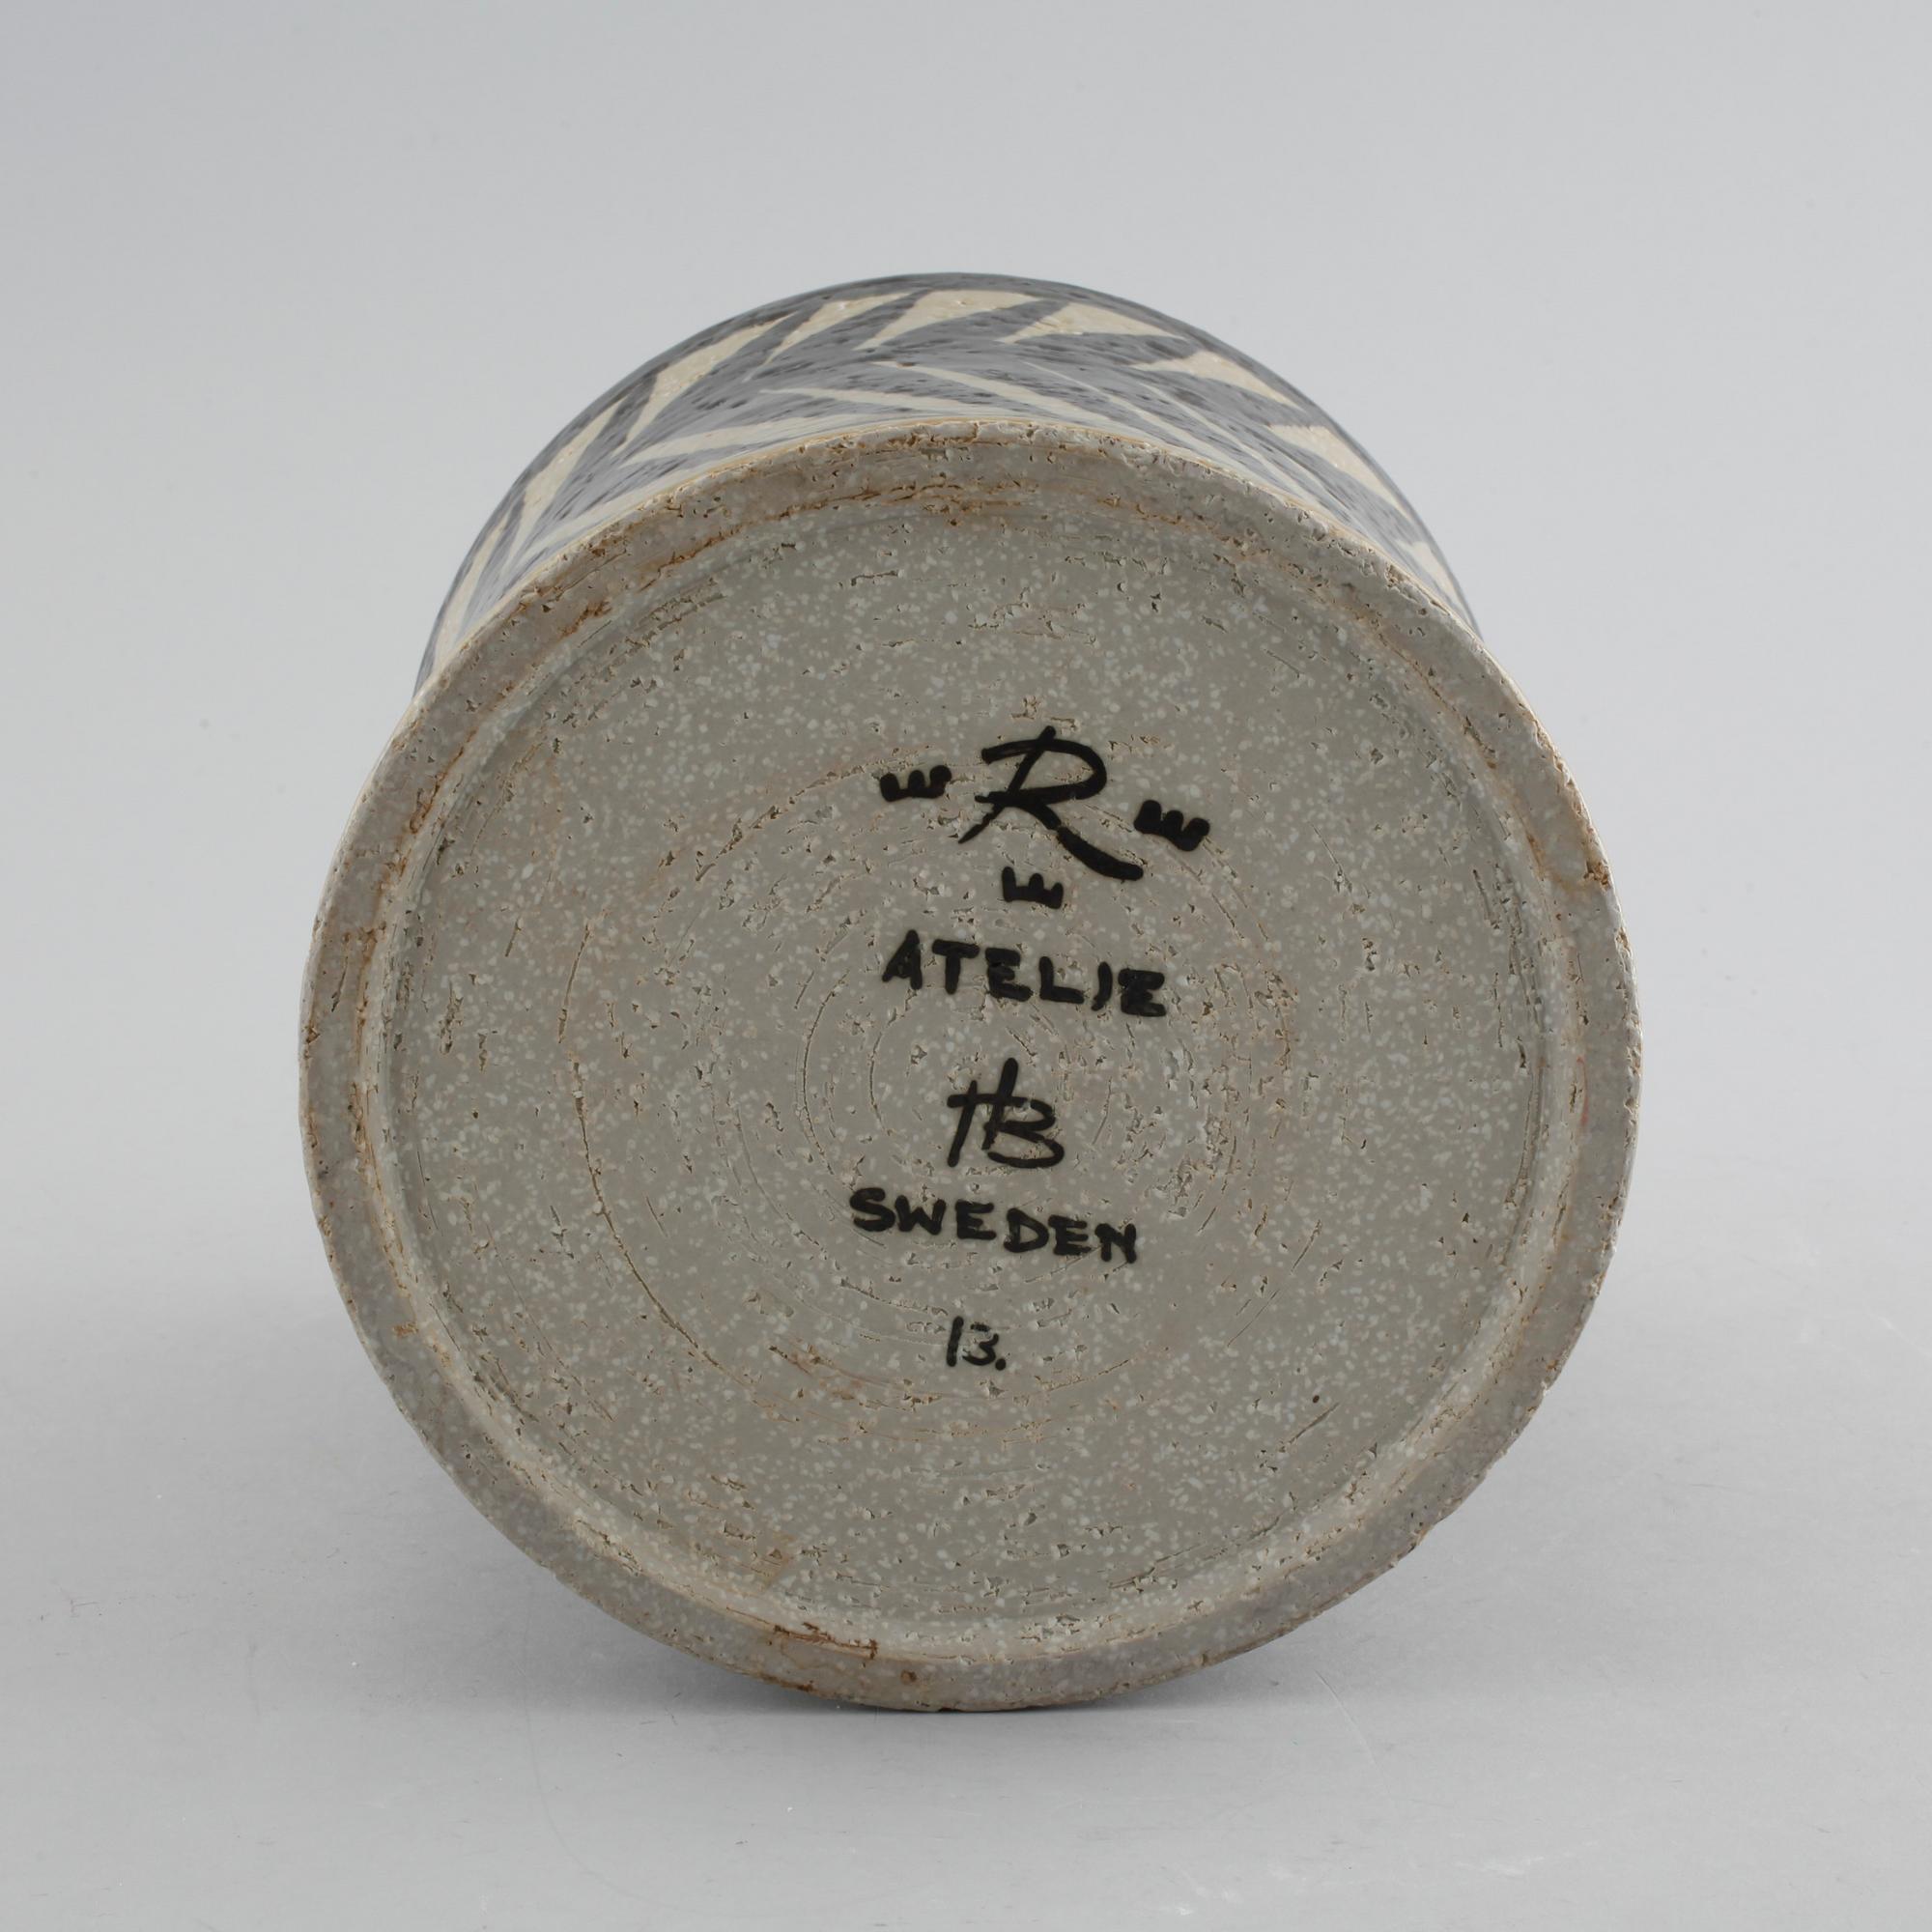 R
ATELJE
HB
SWEDEN
13.